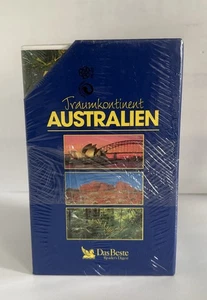 Traumkontinent
AUSTRALIEN
Das Beste
Reader's Digest